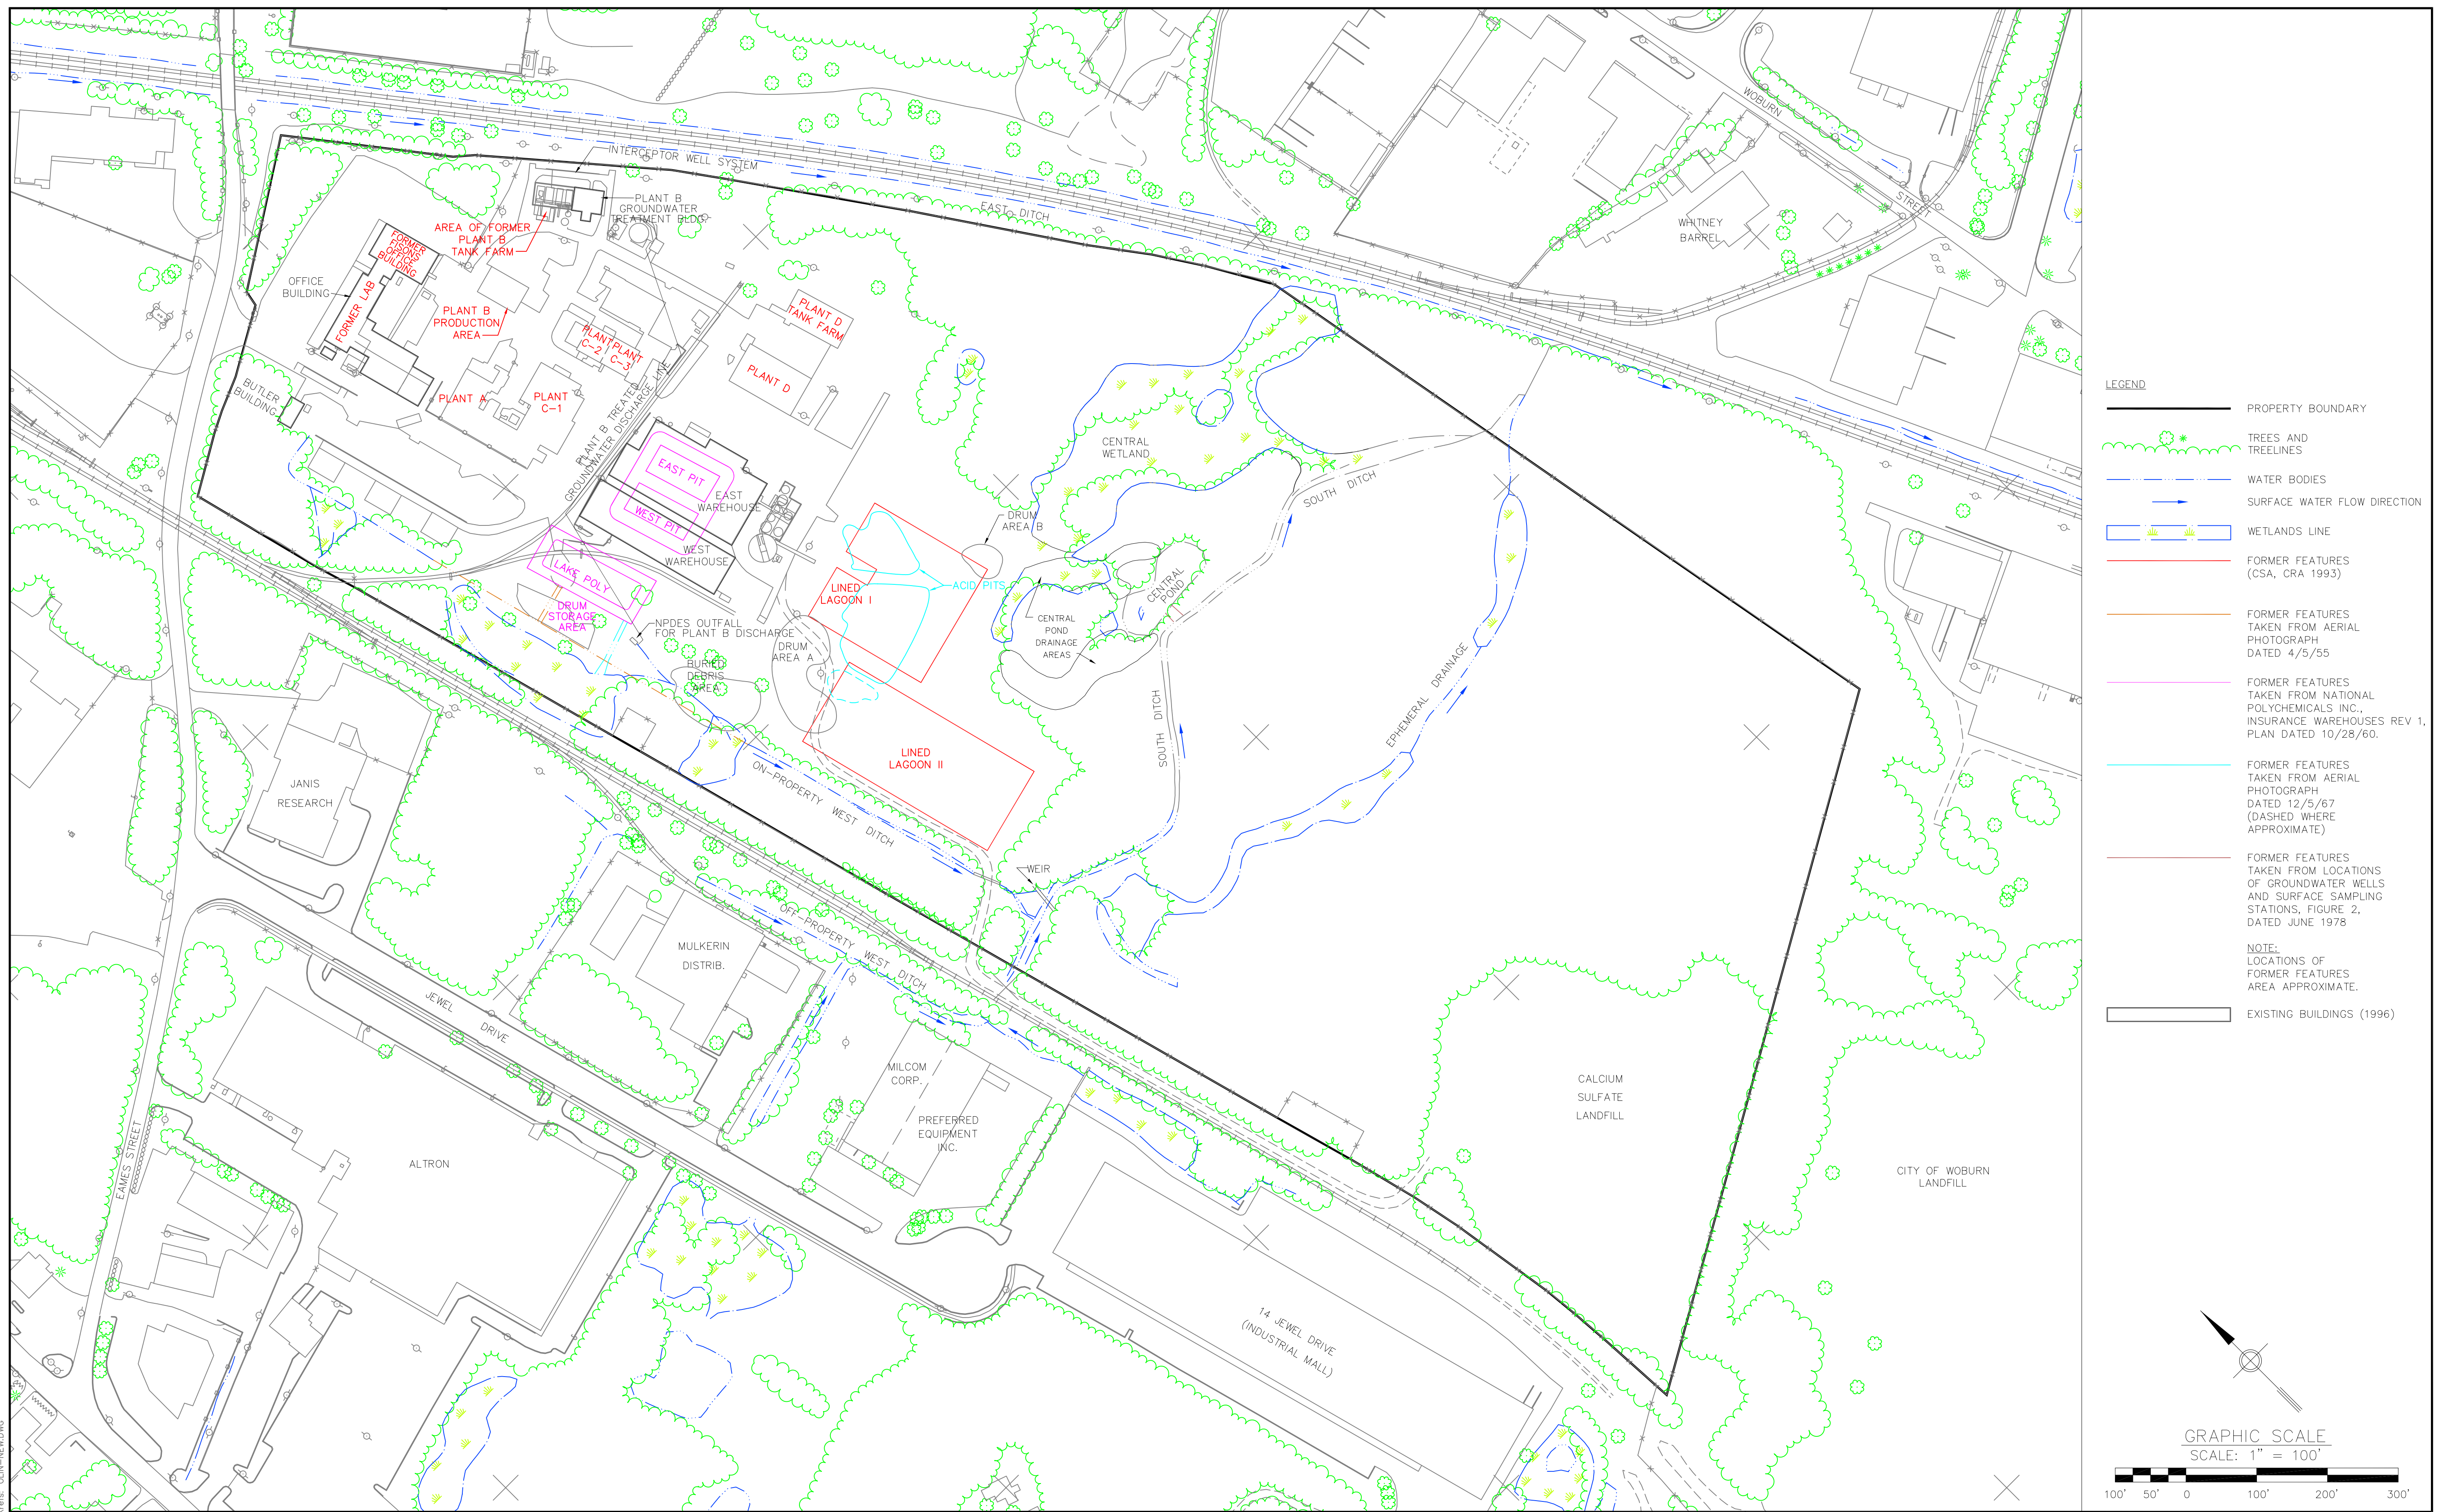 INTERCEPTOR WELL SYSTEM
PLANT B
GROUNDWATER
TREATMENT BLDG.
AREA OF FORMER
PLANT B
TANK FARM
FORMER
FISONS
OFFICE
BUILDING
OFFICE
BUILDING
FORMER LAB
PLANT B
PRODUCTION
AREA
PLANT
C-2
PLANT
C-3
PLANT D
TANK FARM
PLANT D
BUTLER
BUILDING
PLANT A
PLANT
C-1
PLANT B TREATED
GROUNDWATER DISCHARGE LINE
EAST PIT
WEST PIT
EAST
WAREHOUSE
WEST
WAREHOUSE
LAKE POLY
DRUM
STORAGE
AREA
NPDES OUTFALL
FOR PLANT B DISCHARGE
BURIED
DEBRIS
AREA
DRUM
AREA A
DRUM
AREA B
LINED
LAGOON I
ACID PITS
LINED
LAGOON II
EAST DITCH
CENTRAL
WETLAND
SOUTH DITCH
CENTRAL
POND
CENTRAL
POND
DRAINAGE
AREAS
SOUTH DITCH
EPHEMERAL DRAINAGE
ON-PROPERTY WEST DITCH
WEIR
OFF-PROPERTY WEST DITCH
WHITNEY
BARREL
WOBURN
STREET
JANIS
RESEARCH
MULKERIN
DISTRIB.
JEWEL DRIVE
MILCOM
CORP.
PREFERRED
EQUIPMENT
INC.
EAMES STREET
ALTRON
14 JEWEL DRIVE
(INDUSTRIAL MALL)
CALCIUM
SULFATE
LANDFILL
CITY OF WOBURN
LANDFILL
LEGEND
PROPERTY BOUNDARY
TREES AND
TREELINES
WATER BODIES
SURFACE WATER FLOW DIRECTION
WETLANDS LINE
FORMER FEATURES
(CSA, CRA 1993)
FORMER FEATURES
TAKEN FROM AERIAL
PHOTOGRAPH
DATED 4/5/55
FORMER FEATURES
TAKEN FROM NATIONAL
POLYCHEMICALS INC.,
INSURANCE WAREHOUSES REV 1,
PLAN DATED 10/28/60.
FORMER FEATURES
TAKEN FROM AERIAL
PHOTOGRAPH
DATED 12/5/67
(DASHED WHERE
APPROXIMATE)
FORMER FEATURES
TAKEN FROM LOCATIONS
OF GROUNDWATER WELLS
AND SURFACE SAMPLING
STATIONS, FIGURE 2,
DATED JUNE 1978
NOTE:
LOCATIONS OF
FORMER FEATURES
AREA APPROXIMATE.
EXISTING BUILDINGS (1996)
GRAPHIC SCALE
SCALE: 1" = 100'
100' 50' 0 100' 200' 300'